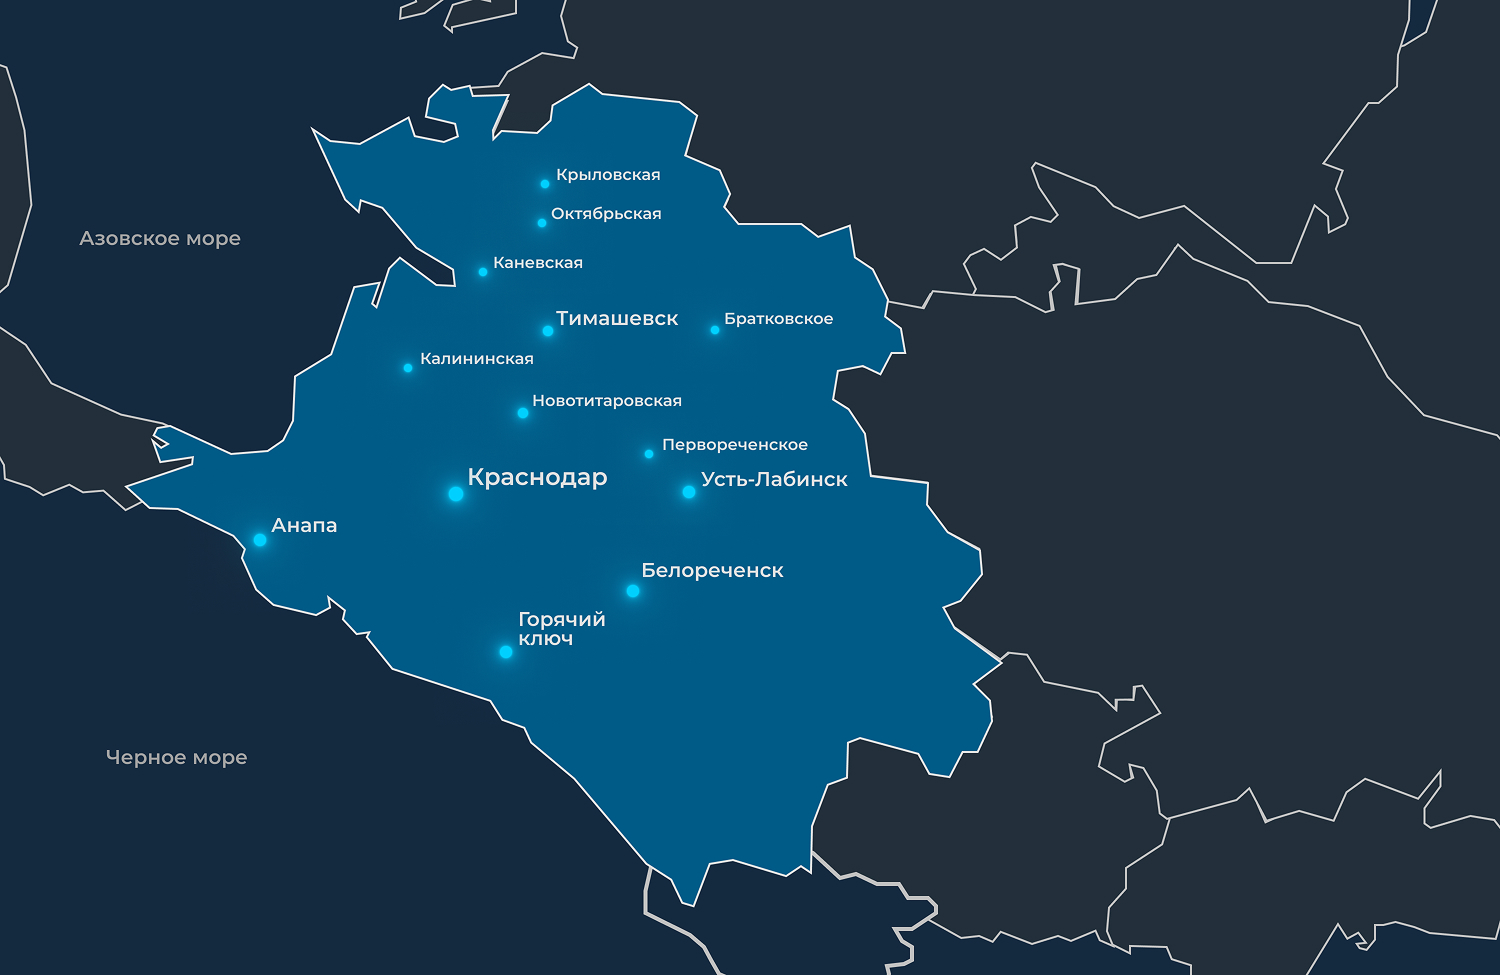 Крыловская
Октябрьская
Азовское море
Каневская
Тимашевск
Братковское
Калининская
Новотитаровская
Первореченское
Краснодар
Усть-Лабинск
Анапа
Белореченск
Горячий
ключ
Черное море